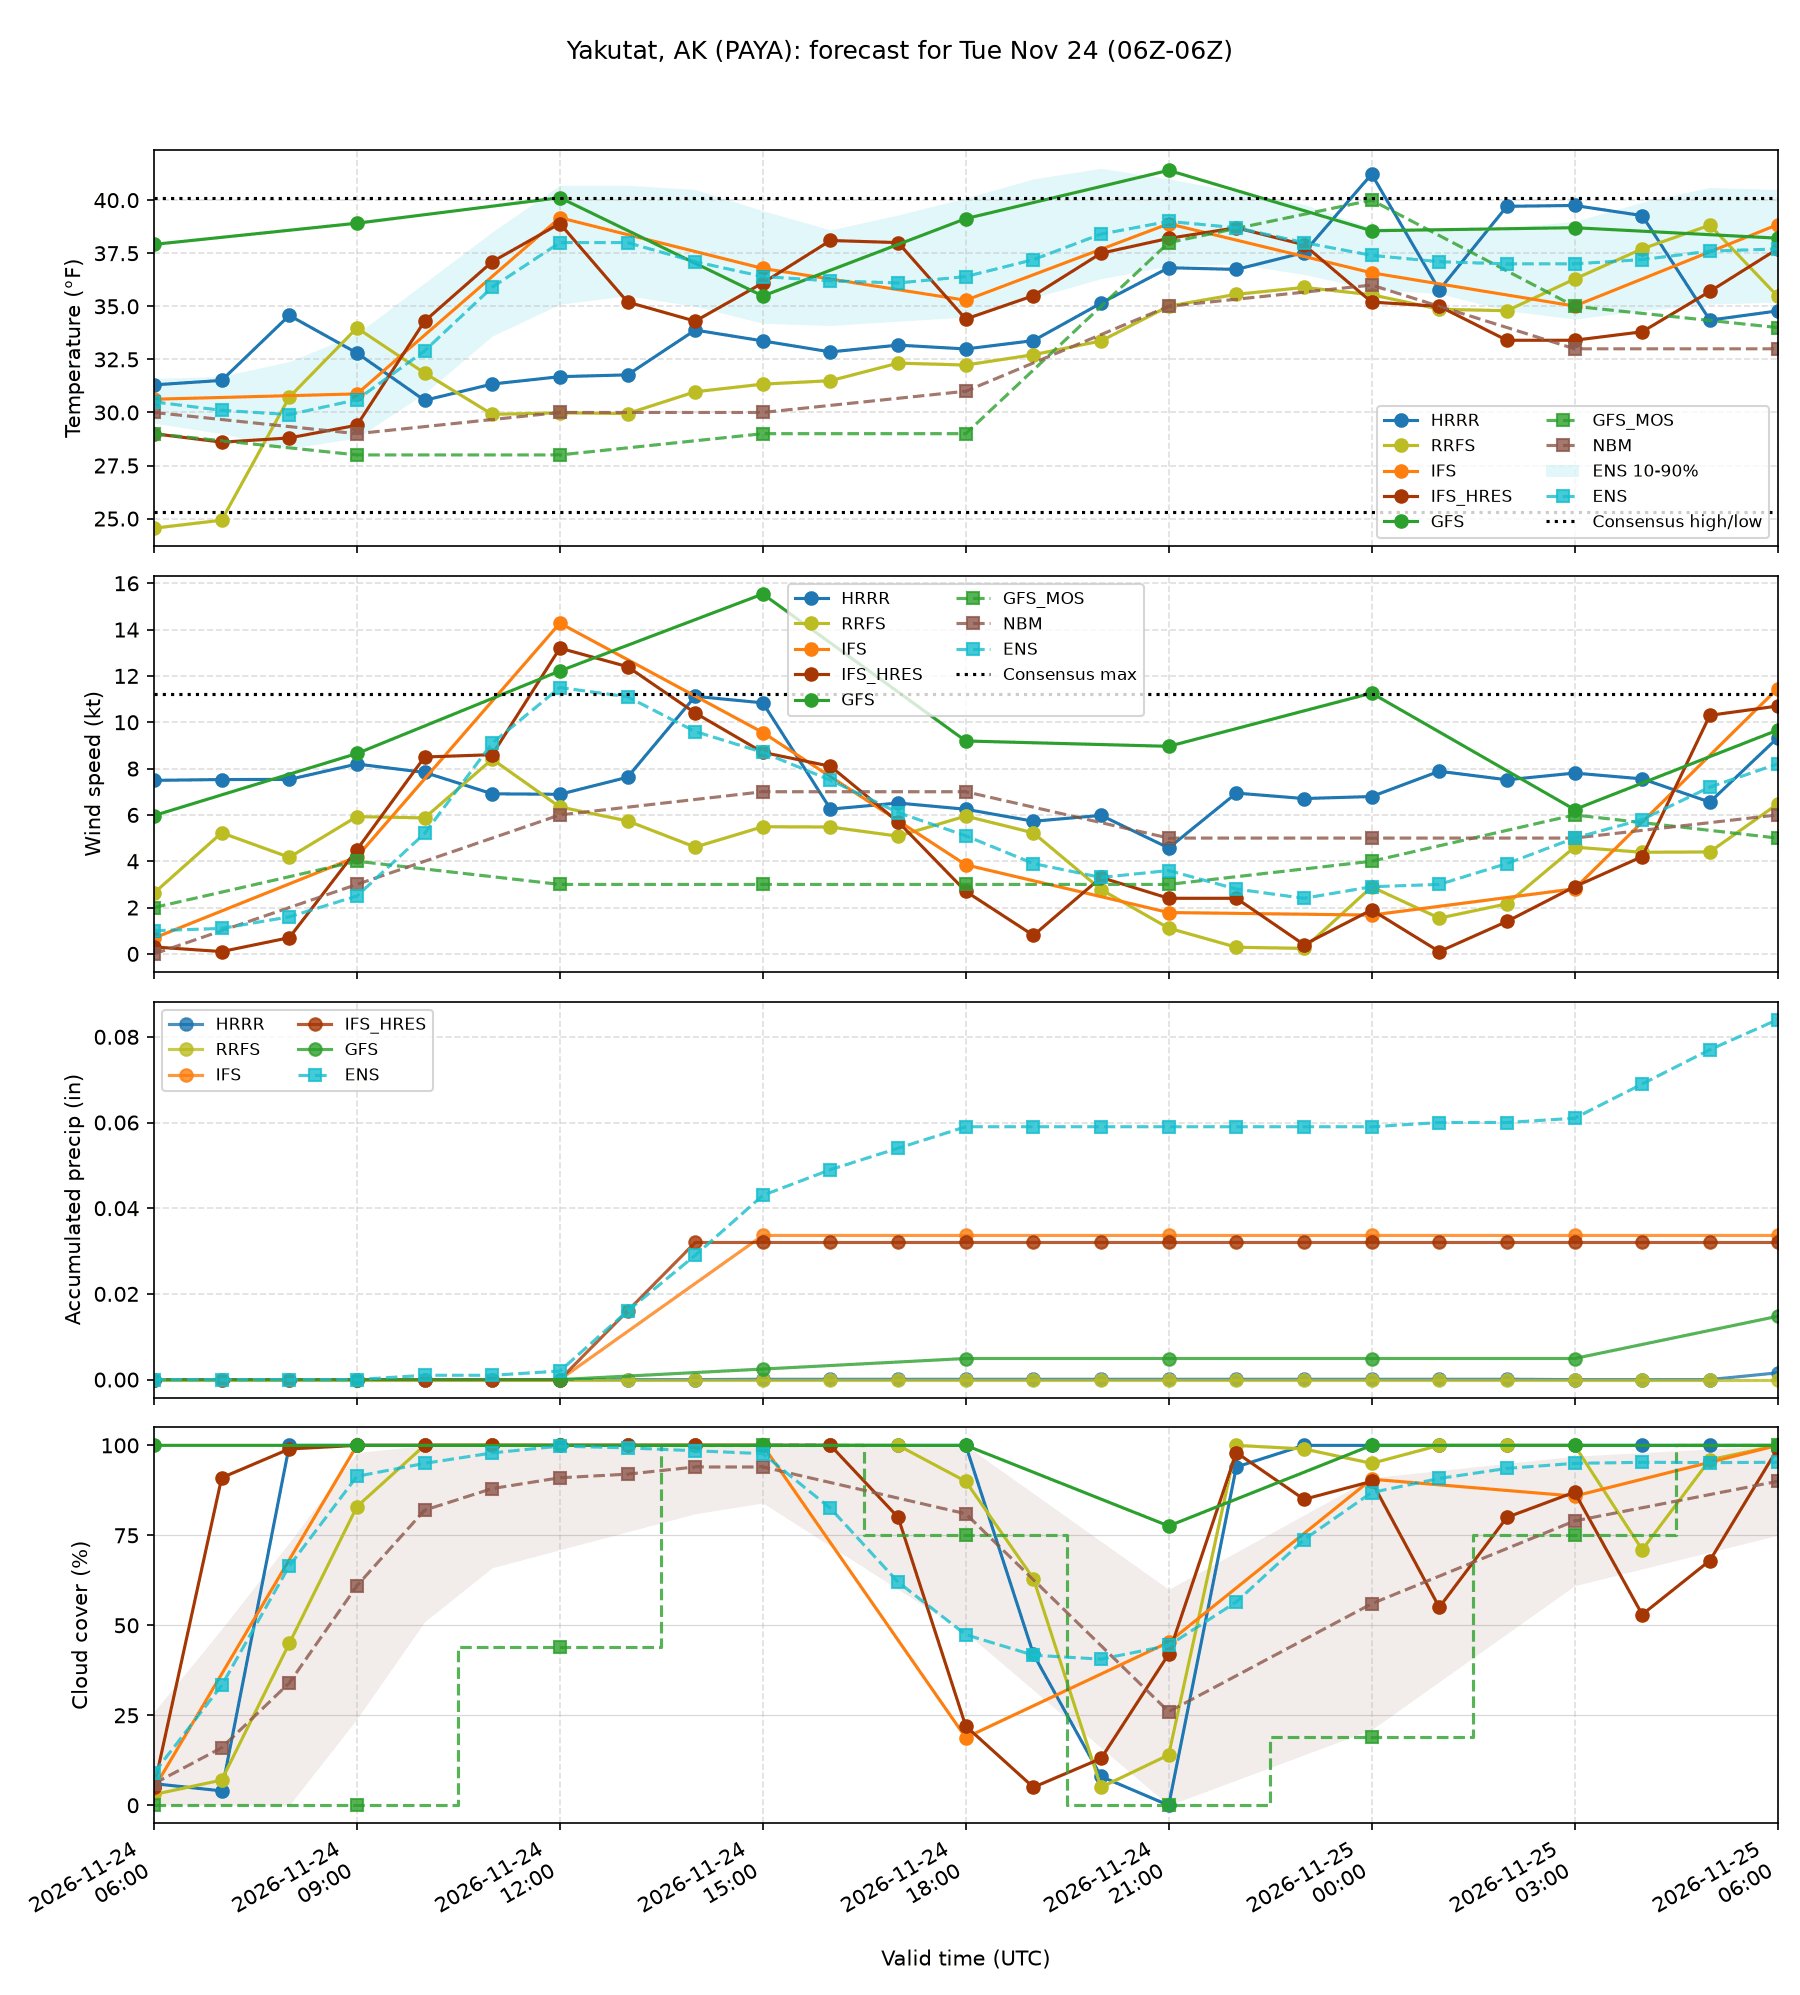 Yakutat, AK (PAYA): forecast for Tue Nov 24 (06Z-06Z)
Temperature (°F)
40.0
37.5
35.0
32.5
30.0
27.5
25.0
HRRR
RRFS
IFS
IFS_HRES
GFS
GFS_MOS
NBM
ENS 10-90%
ENS
Consensus high/low
Wind speed (kt)
16
14
12
10
8
6
4
2
0
HRRR
RRFS
IFS
IFS_HRES
GFS
GFS_MOS
NBM
ENS
Consensus max
Accumulated precip (in)
0.08
0.06
0.04
0.02
0.00
HRRR
RRFS
IFS
IFS_HRES
GFS
ENS
Cloud cover (%)
100
75
50
25
0
2026-11-24
06:00
2026-11-24
09:00
2026-11-24
12:00
2026-11-24
15:00
2026-11-24
18:00
2026-11-24
21:00
2026-11-25
00:00
2026-11-25
03:00
2026-11-25
06:00
Valid time (UTC)